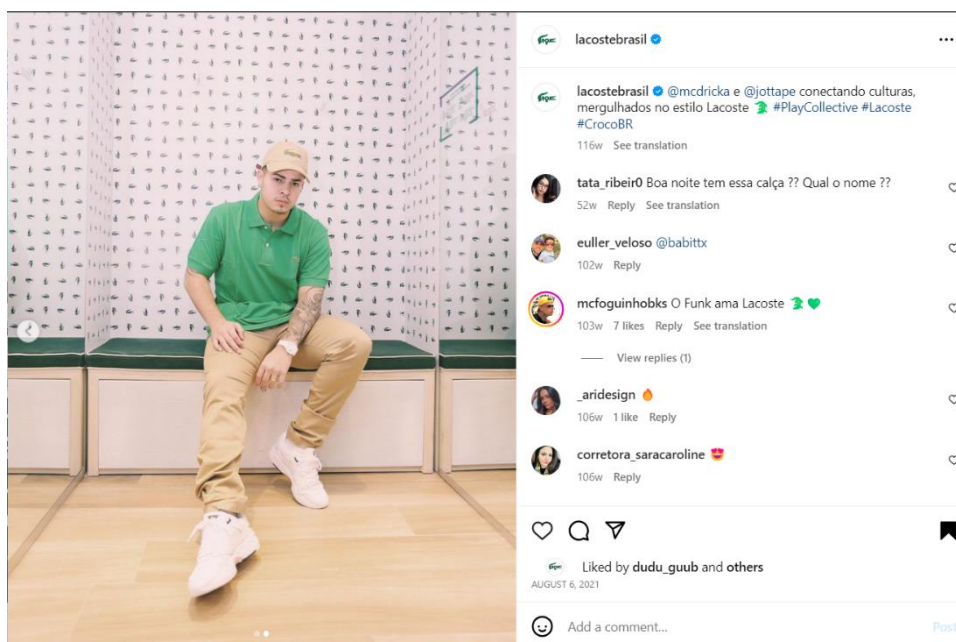 lacostebrasil
lacostebrasil @mcdricka e @jottape conectando culturas,
mergulhados no estilo Lacoste 🐊 #PlayCollective #Lacoste
#CrocoBR
116w See translation
tata_ribeir0 Boa noite tem essa calça ?? Qual o nome ??
52w Reply See translation
euller_veloso @babittx
102w Reply
mcfoguinhobks O Funk ama Lacoste 🐊💚
103w 7 likes Reply See translation
View replies (1)
_aridesign 🔥
106w 1 like Reply
corretora_saracaroline 😍
106w Reply
Liked by dudu_guub and others
AUGUST 6, 2021
Add a comment...
Post